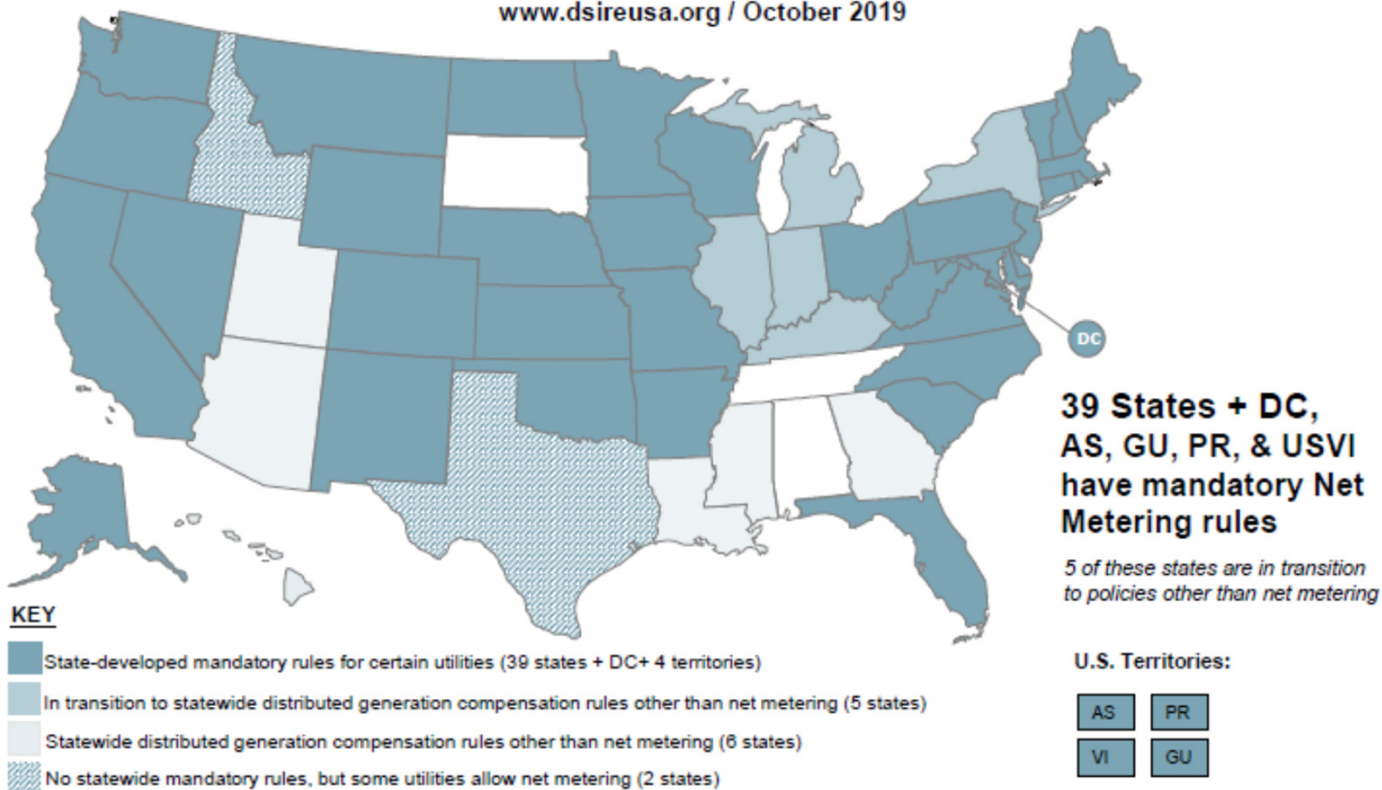 www.dsireusa.org / October 2019
DC
39 States + DC,
AS, GU, PR, & USVI
have mandatory Net
Metering rules
5 of these states are in transition
to policies other than net metering
KEY
State-developed mandatory rules for certain utilities (39 states + DC+ 4 territories)
In transition to statewide distributed generation compensation rules other than net metering (5 states)
Statewide distributed generation compensation rules other than net metering (6 states)
No statewide mandatory rules, but some utilities allow net metering (2 states)
U.S. Territories:
AS PR
VI GU